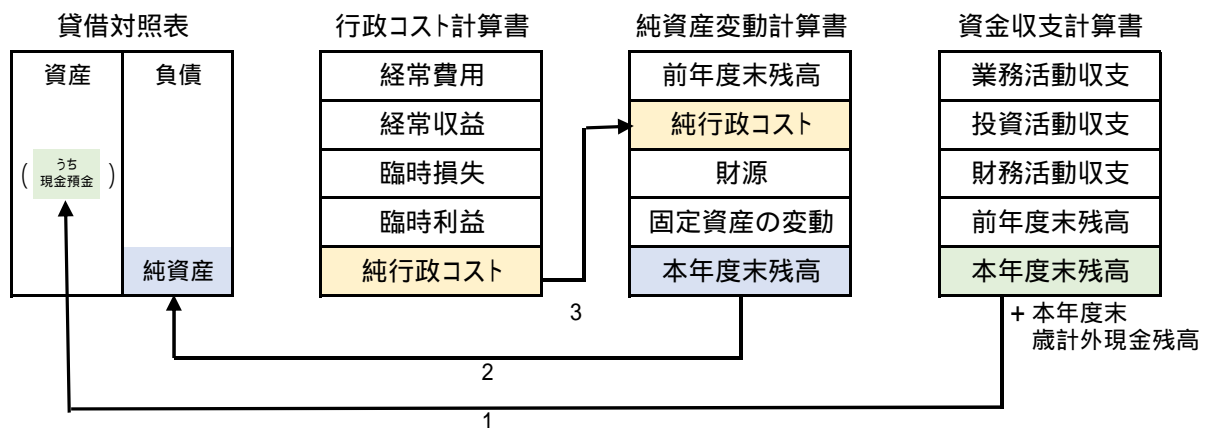 貸借対照表
資産
負債
( うち
現金預金 )
純資産
行政コスト計算書
経常費用
経常収益
臨時損失
臨時利益
純行政コスト
純資産変動計算書
前年度末残高
純行政コスト
財源
固定資産の変動
本年度末残高
資金収支計算書
業務活動収支
投資活動収支
財務活動収支
前年度末残高
本年度末残高
+ 本年度末
歳計外現金残高
3
2
1